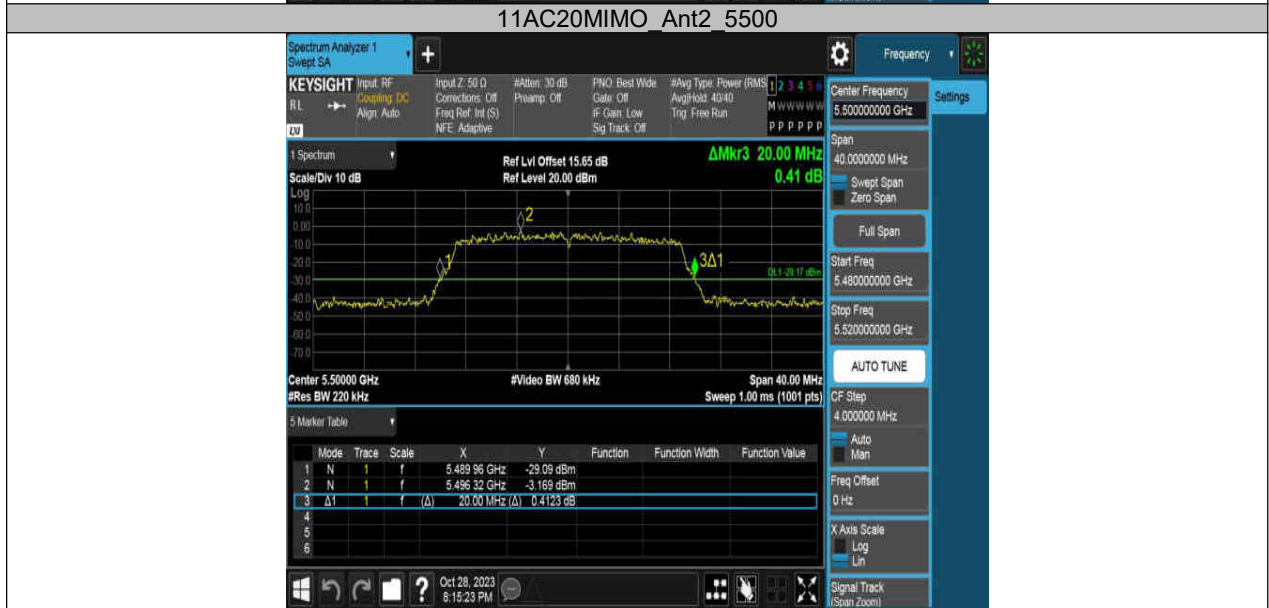 11AC20MIMO_Ant2_5500
Spectrum Analyzer 1
Swept SA
+
Frequency
KEYSIGHT Input: RF Input Z: 50 Ω #Atten: 30 dB PNO: Best Wide #Avg Type: Power (RMS 1 2 3 4 5 6
RL Coupling: DC Corrections: Off Preamp: Off Gate: Off Avg|Hold: 40/40 M W W W W W
Align: Auto Freq Ref: Int (S) IF Gain: Low Trig: Free Run
NFE: Adaptive Sig Track: Off P P P P P P
Center Frequency
5.500000000 GHz
Settings
Span
40.0000000 MHz
Swept Span
Zero Span
Full Span
Start Freq
5.480000000 GHz
Stop Freq
5.520000000 GHz
AUTO TUNE
CF Step
4.000000 MHz
Auto
Man
Freq Offset
0 Hz
X Axis Scale
Log
Lin
Signal Track
(Span Zoom)
1 Spectrum
Scale/Div 10 dB
Ref Lvl Offset 15.65 dB
Ref Level 20.00 dBm
ΔMkr3 20.00 MHz
0.41 dB
Log
10.0
0.00
-10.0
-20.0
-30.0
-40.0
-50.0
-60.0
-70.0
2
1
3Δ1
DL1 -29.17 dBm
Center 5.50000 GHz #Video BW 680 kHz Span 40.00 MHz
#Res BW 220 kHz Sweep 1.00 ms (1001 pts)
5 Marker Table
Mode Trace Scale X Y Function Function Width Function Value
1 N 1 f 5.489 96 GHz -29.09 dBm
2 N 1 f 5.496 32 GHz -3.169 dBm
3 Δ1 1 f (Δ) 20.00 MHz (Δ) 0.4123 dB
4
5
6
? Oct 28, 2023
8:15:23 PM